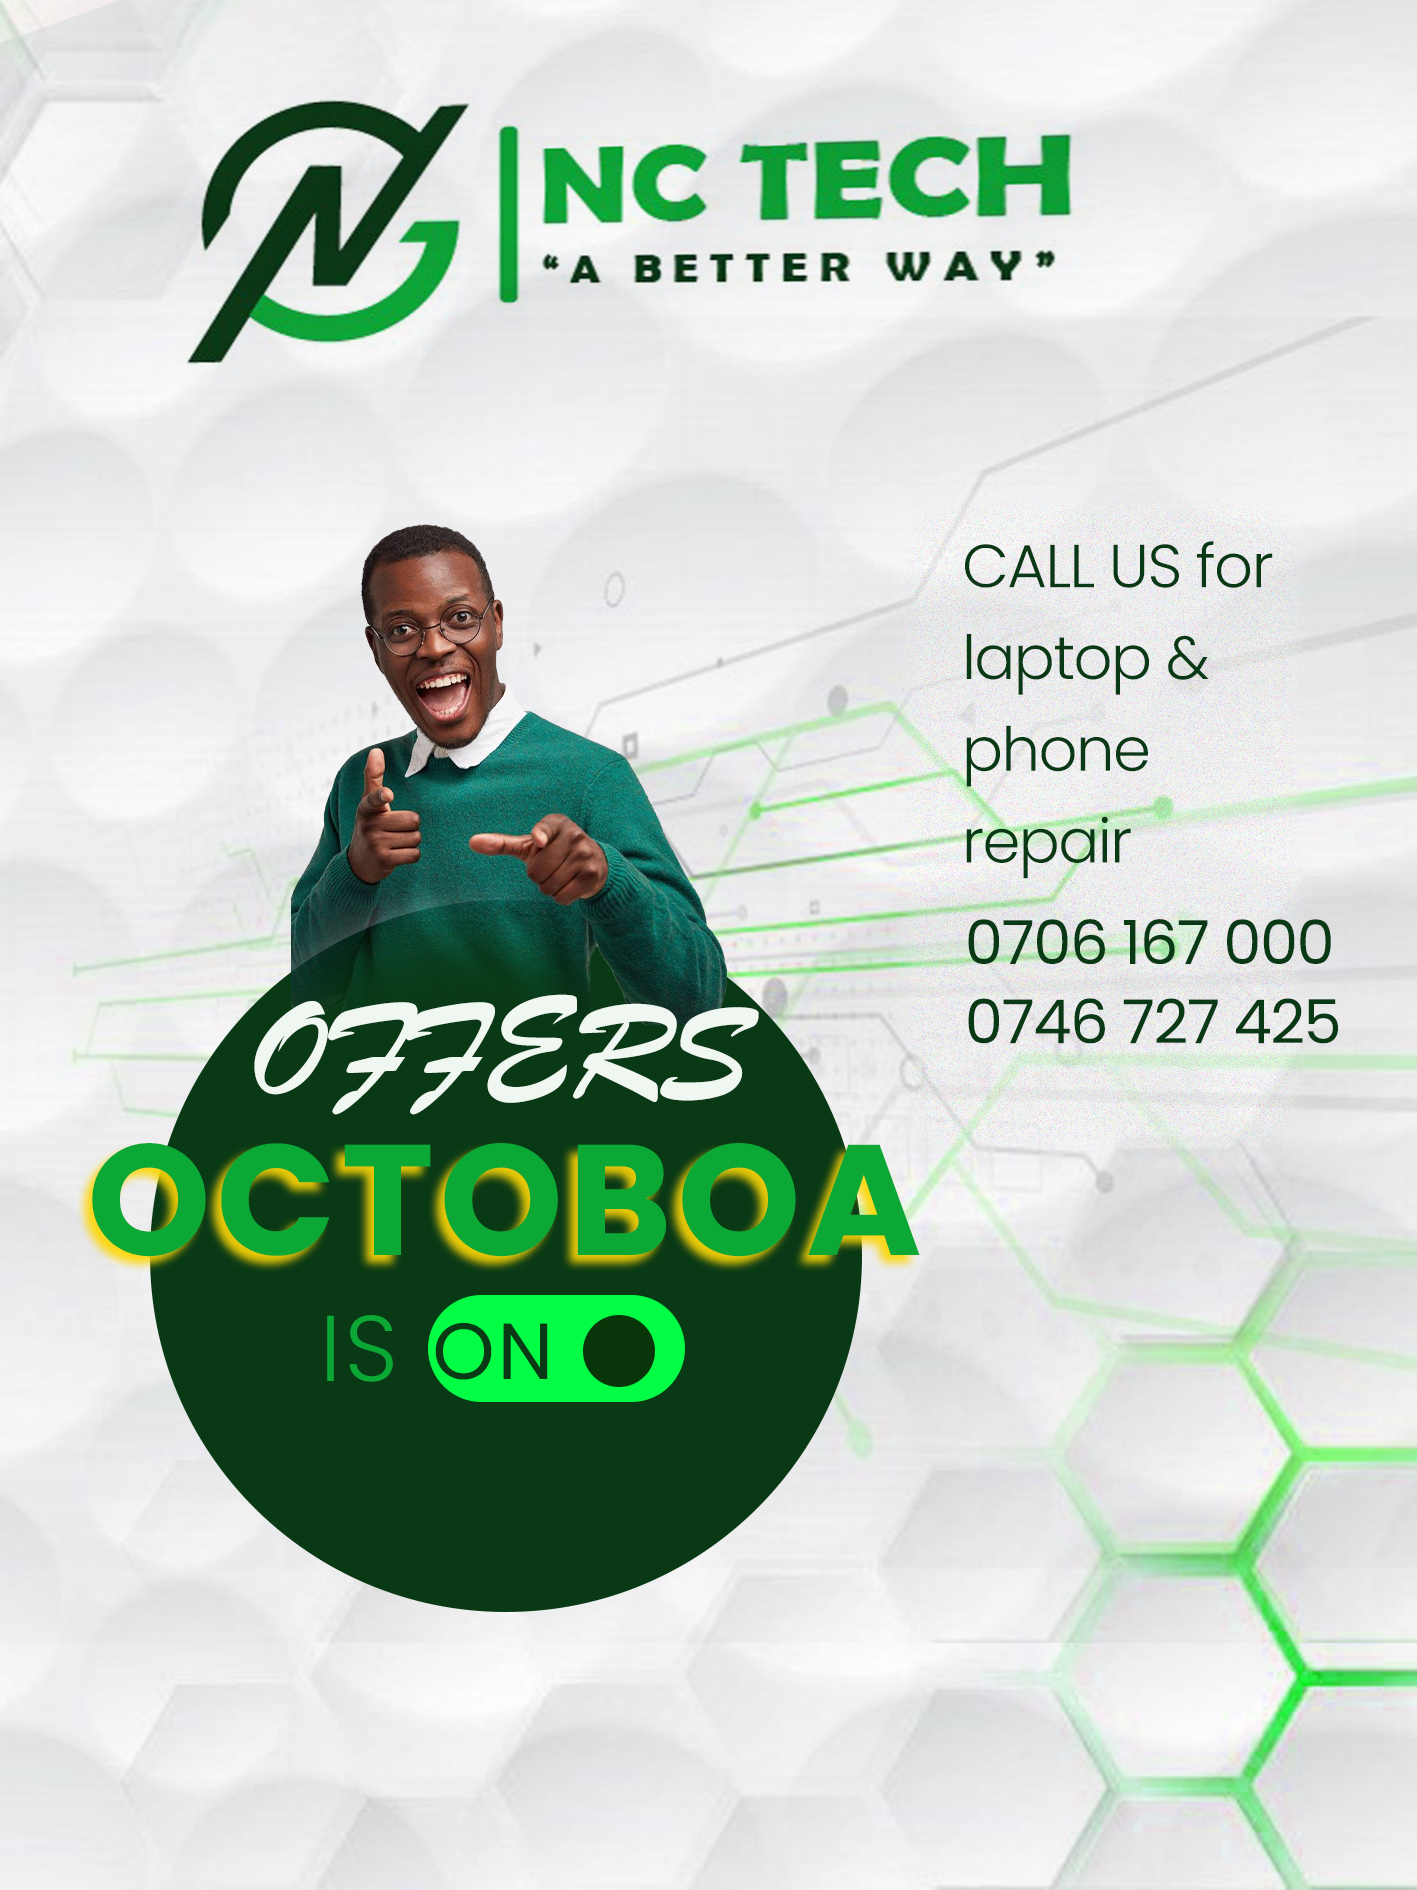 NC TECH
“A BETTER WAY”
CALL US for
laptop &
phone
repair
0706 167 000
0746 727 425
OFFERS
OCTOBOA
IS ON